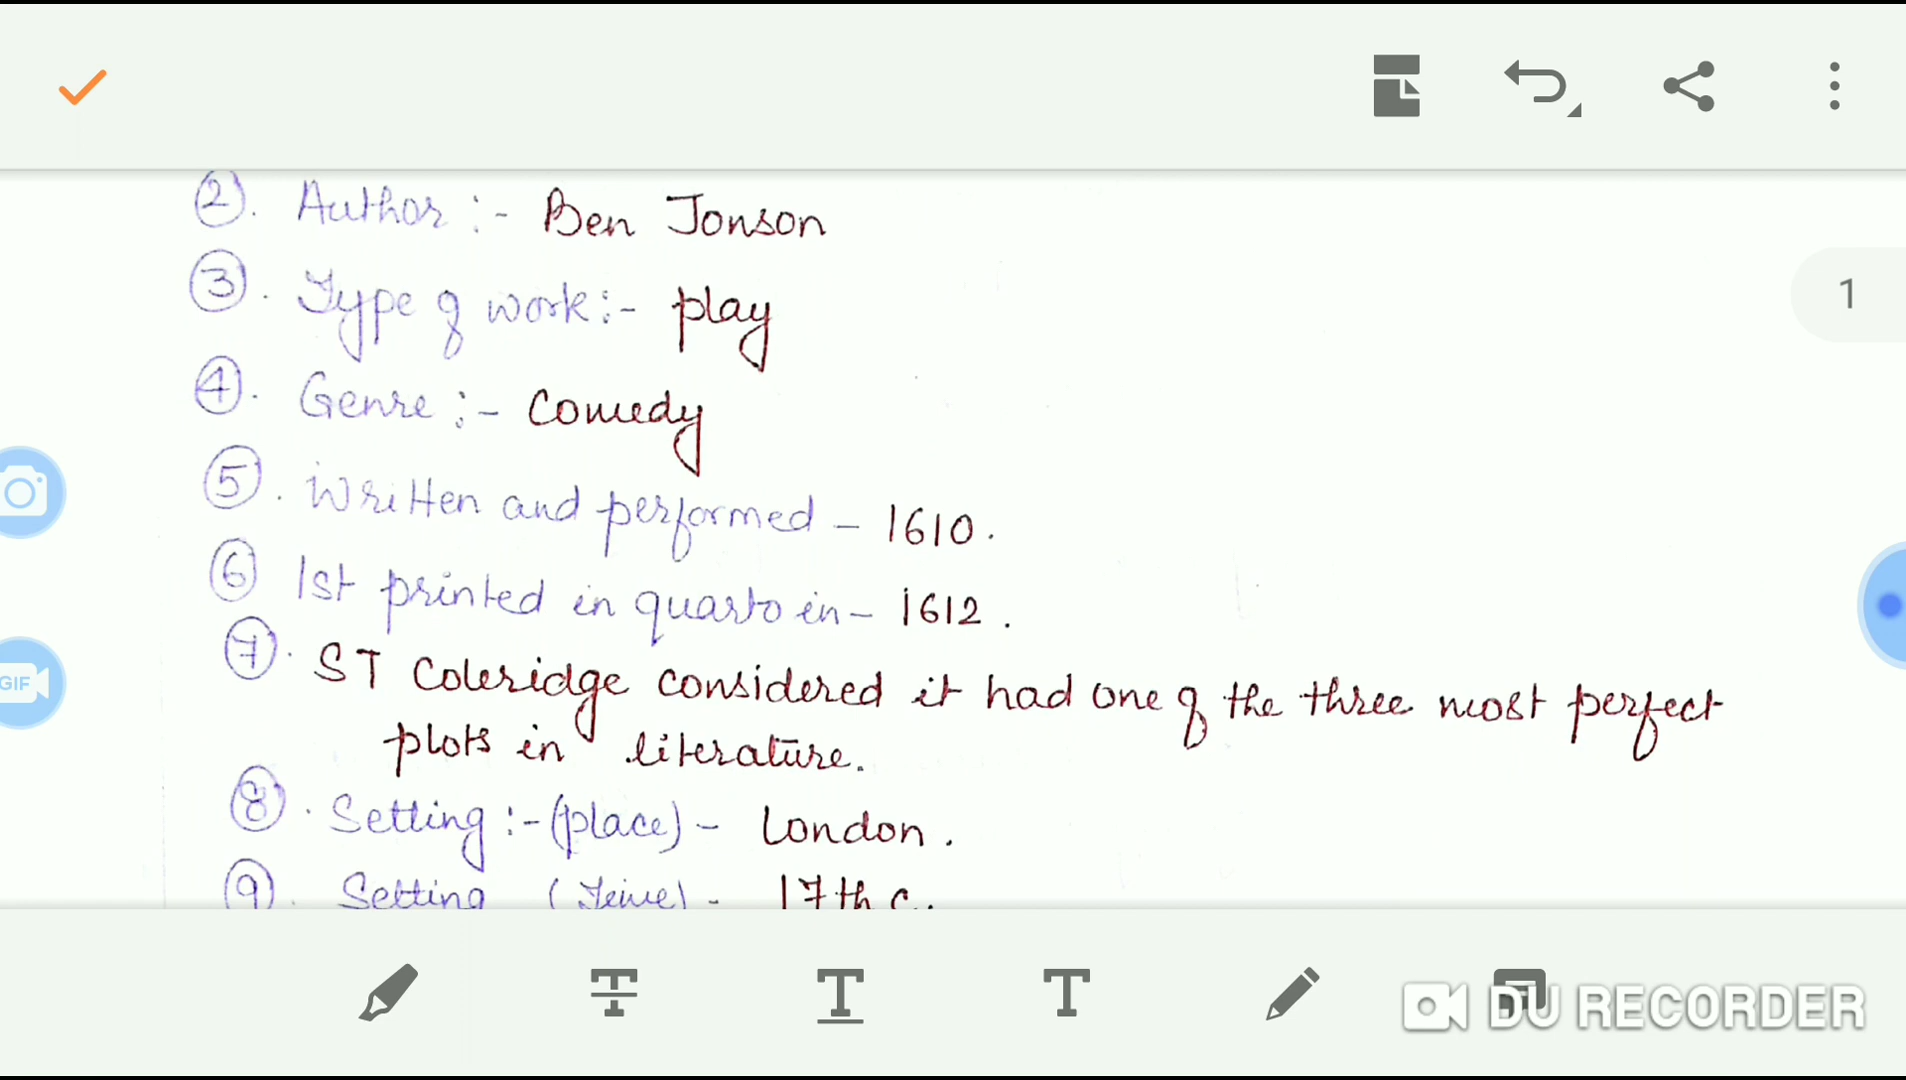 2. Author :- Ben Jonson
1
3. Type of work:- play
4. Genre :- Comedy
5. Written and performed - 1610.
6 1st printed in quarto in - 1612.
7. ST Coleridge considered it had one of the three most perfect
plots in literature.
GIF
8. Setting :- (place) - London.
9. Setting (Time) - 17th c.
T T T
DU RECORDER